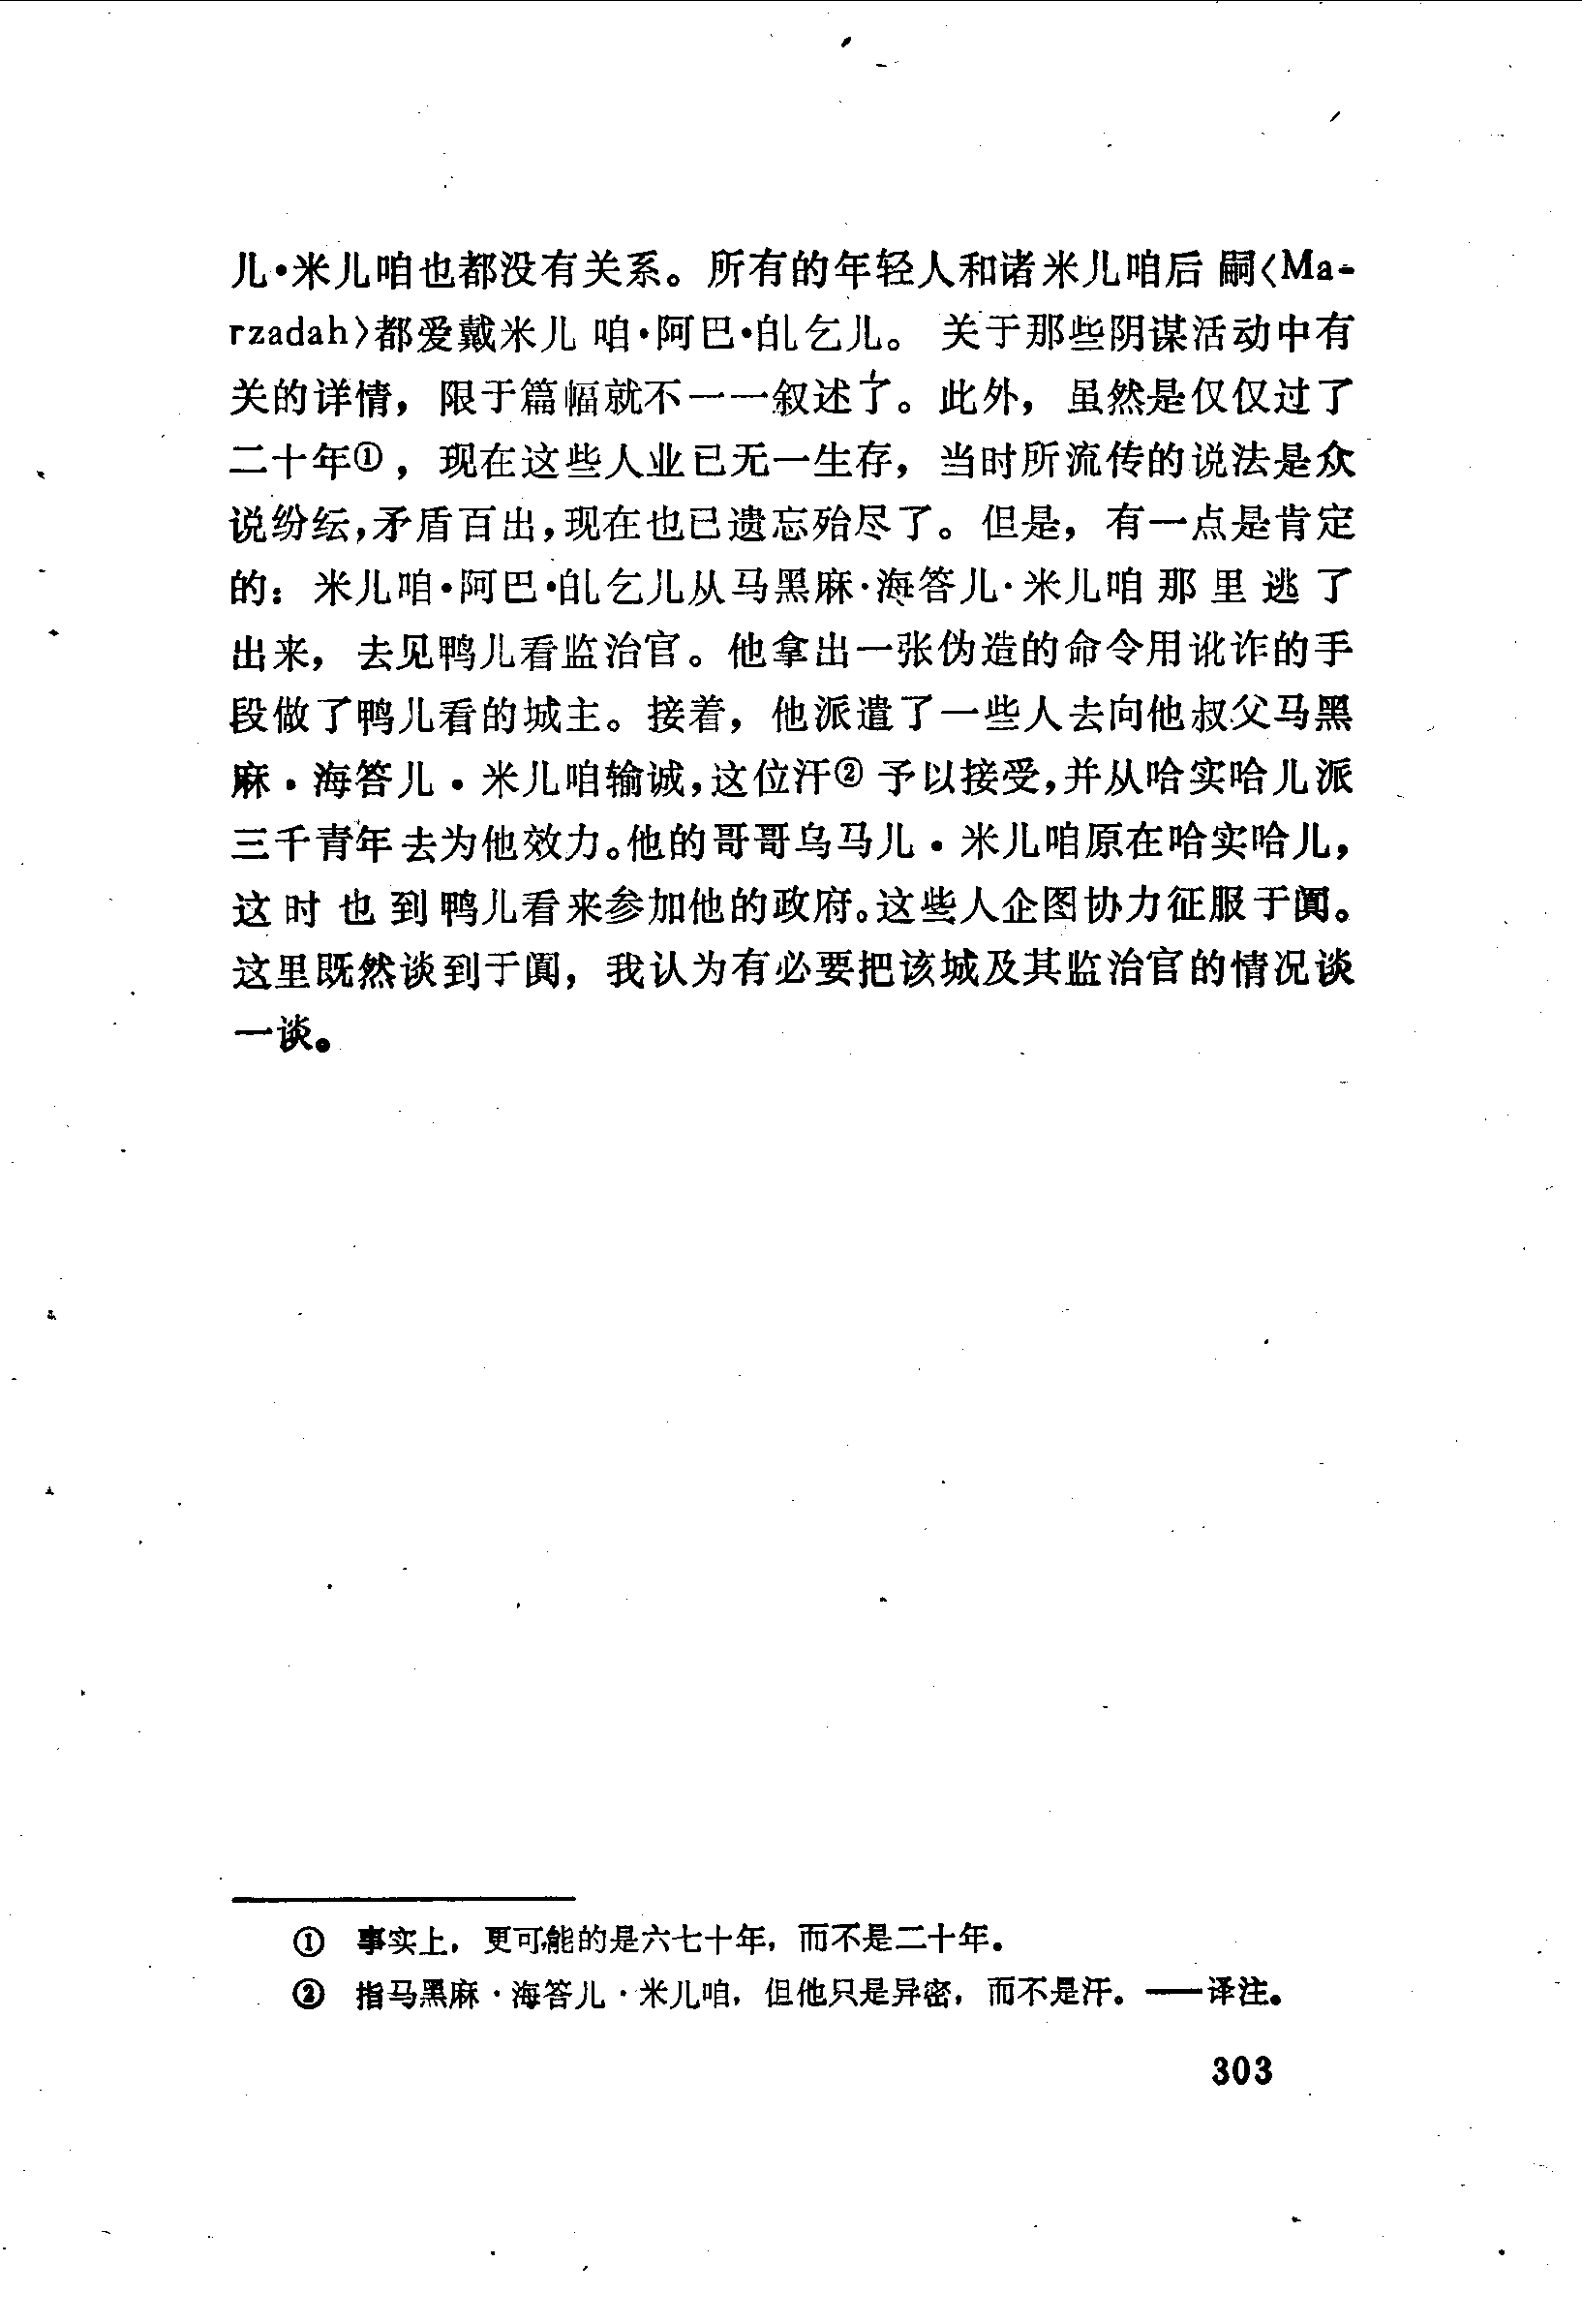 儿·米儿咱也都没有关系。所有的年轻人和诸米儿咱后嗣〈Ma-
rzadah〉都爱戴米儿咱·阿巴·癿乞儿。关于那些阴谋活动中有
关的详情，限于篇幅就不一一叙述了。此外，虽然是仅仅过了
二十年①，现在这些人业已无一生存，当时所流传的说法是众
说纷纭，矛盾百出，现在也已遗忘殆尽了。但是，有一点是肯定
的：米儿咱·阿巴·癿乞儿从马黑麻·海答儿·米儿咱那里逃了
出来，去见鸭儿看监治官。他拿出一张伪造的命令用讹诈的手
段做了鸭儿看的城主。接着，他派遣了一些人去向他叔父马黑
麻·海答儿·米儿咱输诚，这位汗②予以接受，并从哈实哈儿派
三千青年去为他效力。他的哥哥乌马儿·米儿咱原在哈实哈儿，
这时也到鸭儿看来参加他的政府。这些人企图协力征服于阗。
这里既然谈到于阗，我认为有必要把该城及其监治官的情况谈
一谈。
① 事实上，更可能的是六七十年，而不是二十年。
② 指马黑麻·海答儿·米儿咱，但他只是异密，而不是汗。——译注。
303